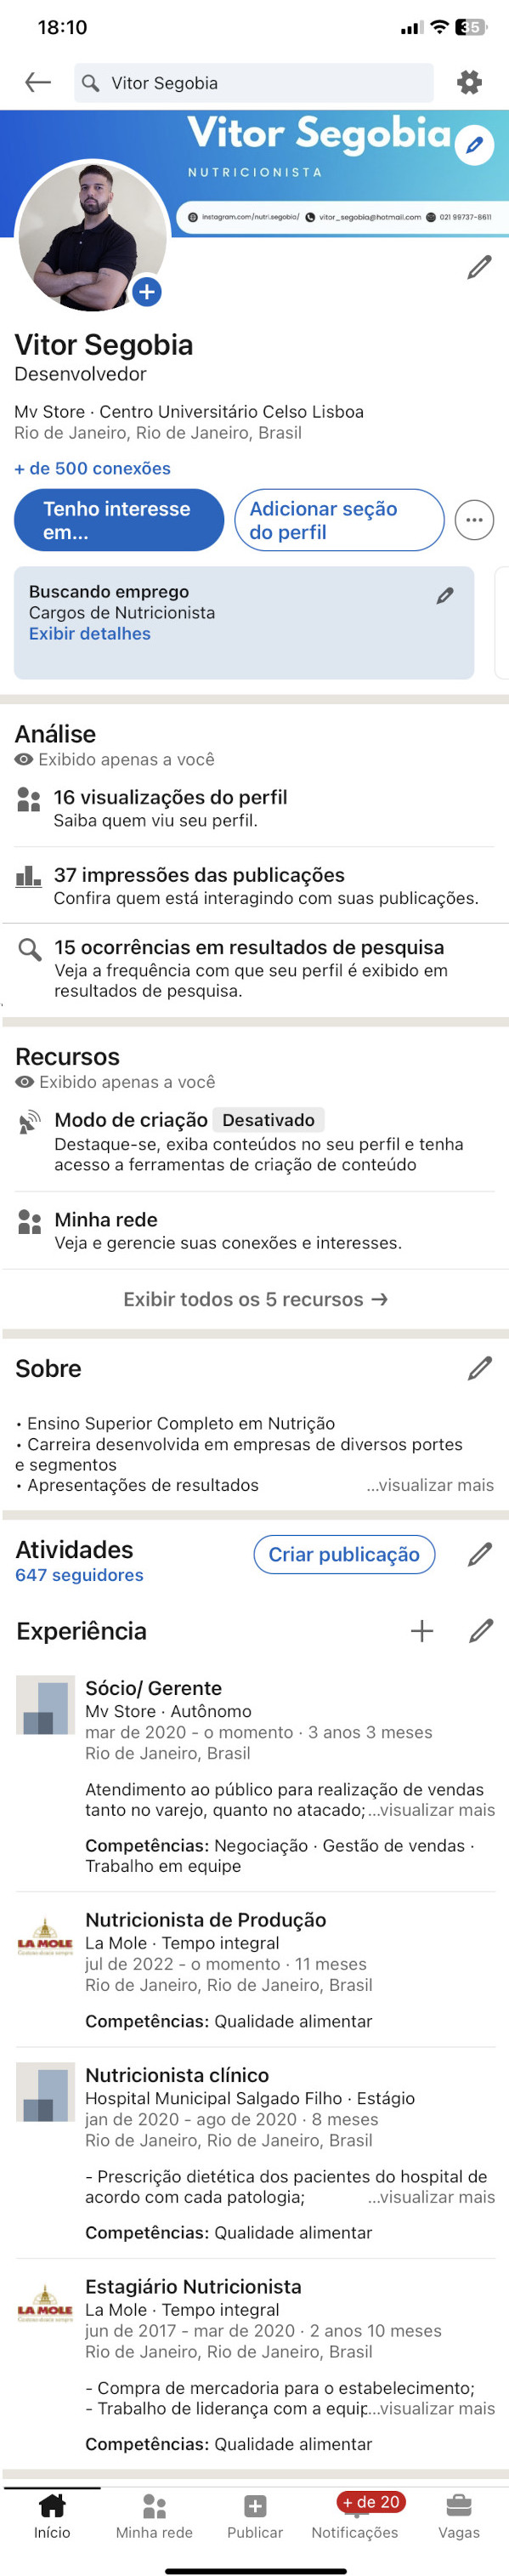 18:10
35
Vitor Segobia
Vitor Segobia
NUTRICIONISTA
instagram.com/nutri.segobia/ vitor_segobia@hotmail.com 021 99737-8611
Vitor Segobia
Desenvolvedor
Mv Store · Centro Universitário Celso Lisboa
Rio de Janeiro, Rio de Janeiro, Brasil
+ de 500 conexões
Tenho interesse
em...
Adicionar seção
do perfil
Buscando emprego
Cargos de Nutricionista
Exibir detalhes
Análise
Exibido apenas a você
16 visualizações do perfil
Saiba quem viu seu perfil.
37 impressões das publicações
Confira quem está interagindo com suas publicações.
15 ocorrências em resultados de pesquisa
Veja a frequência com que seu perfil é exibido em
resultados de pesquisa.
Recursos
Exibido apenas a você
Modo de criação Desativado
Destaque-se, exiba conteúdos no seu perfil e tenha
acesso a ferramentas de criação de conteúdo
Minha rede
Veja e gerencie suas conexões e interesses.
Exibir todos os 5 recursos →
Sobre
• Ensino Superior Completo em Nutrição
• Carreira desenvolvida em empresas de diversos portes
e segmentos
• Apresentações de resultados ...visualizar mais
Atividades
Criar publicação
647 seguidores
Experiência
Sócio/ Gerente
Mv Store · Autônomo
mar de 2020 - o momento · 3 anos 3 meses
Rio de Janeiro, Brasil
Atendimento ao público para realização de vendas
tanto no varejo, quanto no atacado; ...visualizar mais
Competências: Negociação · Gestão de vendas ·
Trabalho em equipe
LA MOLE
Nutricionista de Produção
La Mole · Tempo integral
jul de 2022 - o momento · 11 meses
Rio de Janeiro, Rio de Janeiro, Brasil
Competências: Qualidade alimentar
Nutricionista clínico
Hospital Municipal Salgado Filho · Estágio
jan de 2020 - ago de 2020 · 8 meses
Rio de Janeiro, Rio de Janeiro, Brasil
- Prescrição dietética dos pacientes do hospital de
acordo com cada patologia; ...visualizar mais
Competências: Qualidade alimentar
LA MOLE
Estagiário Nutricionista
La Mole · Tempo integral
jun de 2017 - mar de 2020 · 2 anos 10 meses
Rio de Janeiro, Rio de Janeiro, Brasil
- Compra de mercadoria para o estabelecimento;
- Trabalho de liderança com a equip...visualizar mais
Competências: Qualidade alimentar
+ de 20
Início Minha rede Publicar Notificações Vagas